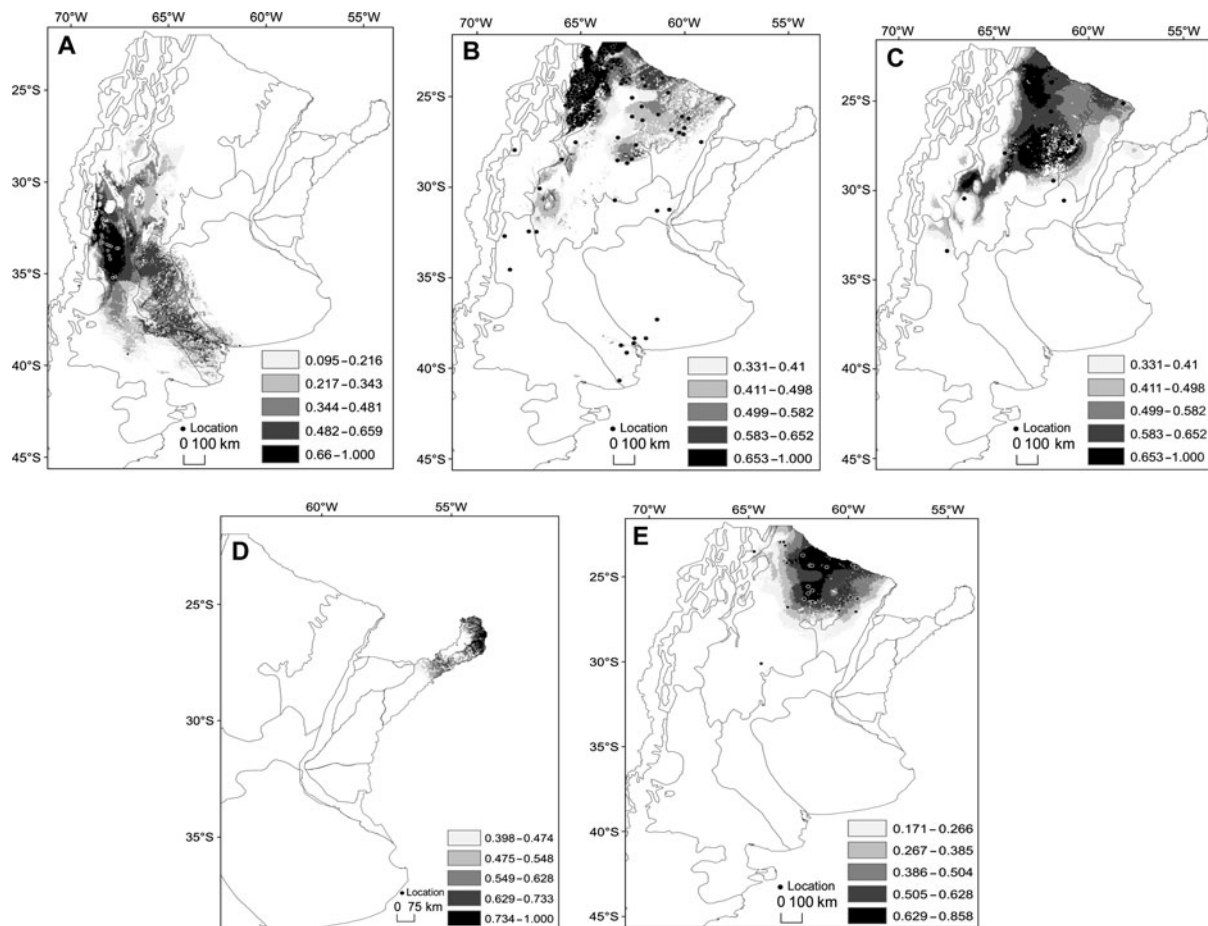 70°W 65°W 60°W 55°W
A
25°S
30°S
35°S
40°S
45°S
0.095–0.216
0.217–0.343
0.344–0.481
0.482–0.659
0.66–1.000
Location
0 100 km
70°W 65°W 60°W 55°W
B
25°S
30°S
35°S
40°S
45°S
0.331–0.41
0.411–0.498
0.499–0.582
0.583–0.652
0.653–1.000
Location
0 100 km
70°W 65°W 60°W 55°W
C
25°S
30°S
35°S
40°S
45°S
0.331–0.41
0.411–0.498
0.499–0.582
0.583–0.652
0.653–1.000
Location
0 100 km
60°W 55°W
D
25°S
30°S
35°S
0.398–0.474
0.475–0.548
0.549–0.628
0.629–0.733
0.734–1.000
Location
0 75 km
70°W 65°W 60°W 55°W
E
25°S
30°S
35°S
40°S
45°S
0.171–0.266
0.267–0.385
0.386–0.504
0.505–0.628
0.629–0.858
Location
0 100 km